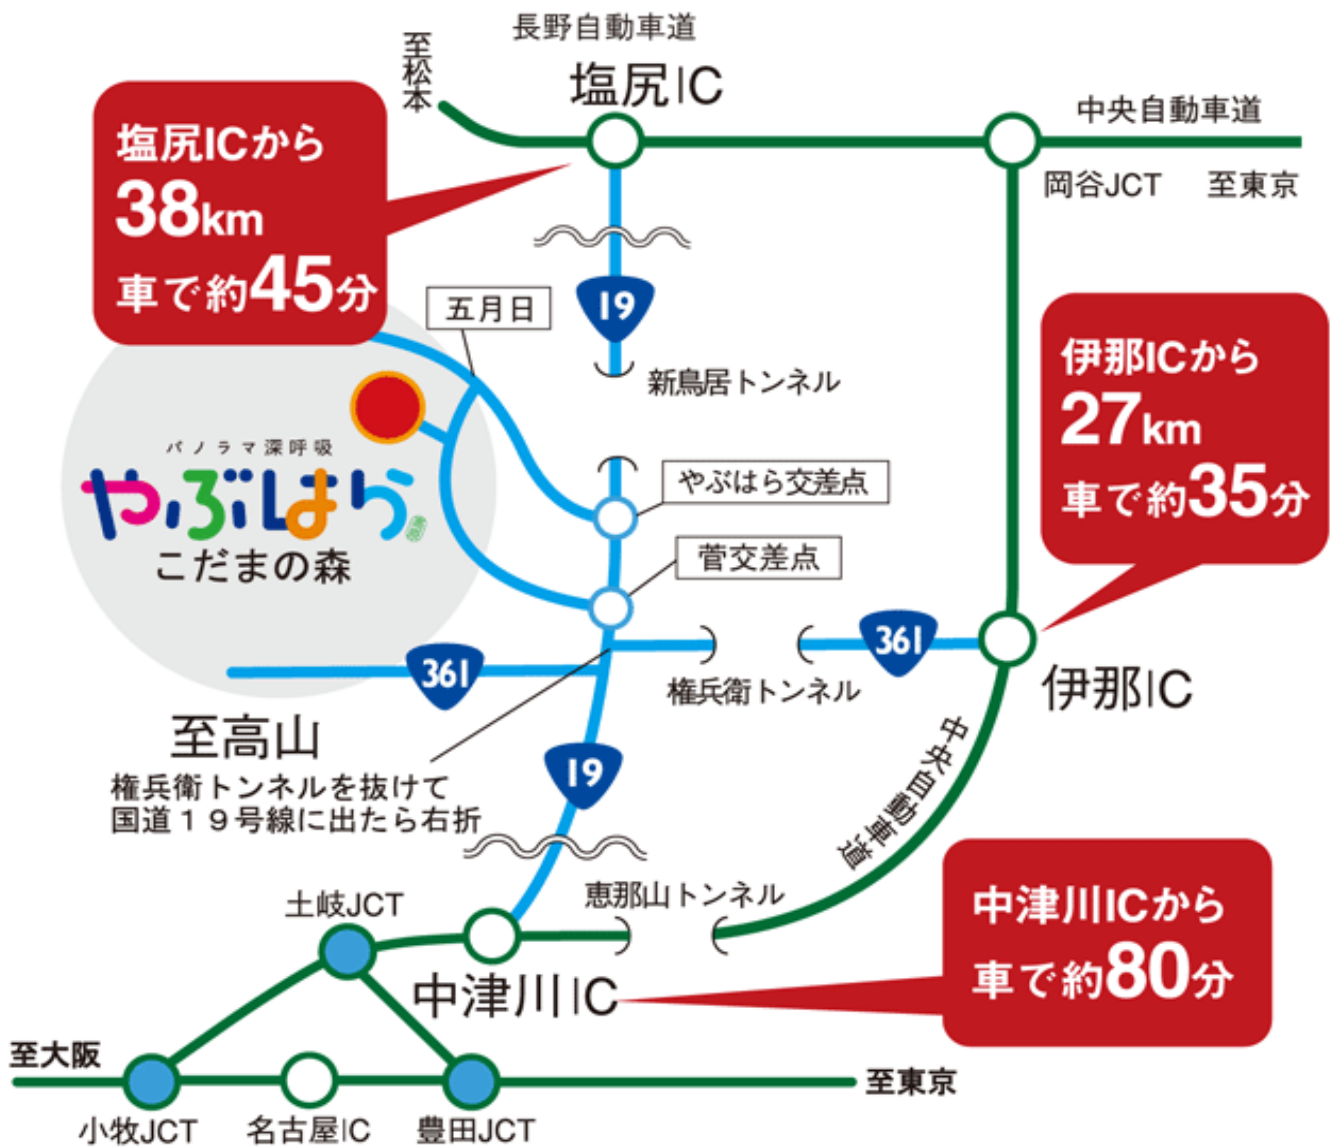 長野自動車道
至松本
塩尻IC
中央自動車道
岡谷JCT
至東京
塩尻ICから
38km
車で約45分
五月日
19
新鳥居トンネル
伊那ICから
27km
車で約35分
パノラマ深呼吸
やぶはら
こだまの森
やぶはら交差点
菅交差点
361
361
権兵衛トンネル
伊那IC
至高山
権兵衛トンネルを抜けて
国道19号線に出たら右折
19
中央自動車道
恵那山トンネル
中津川ICから
車で約80分
土岐JCT
中津川IC
至大阪
至東京
小牧JCT
名古屋IC
豊田JCT